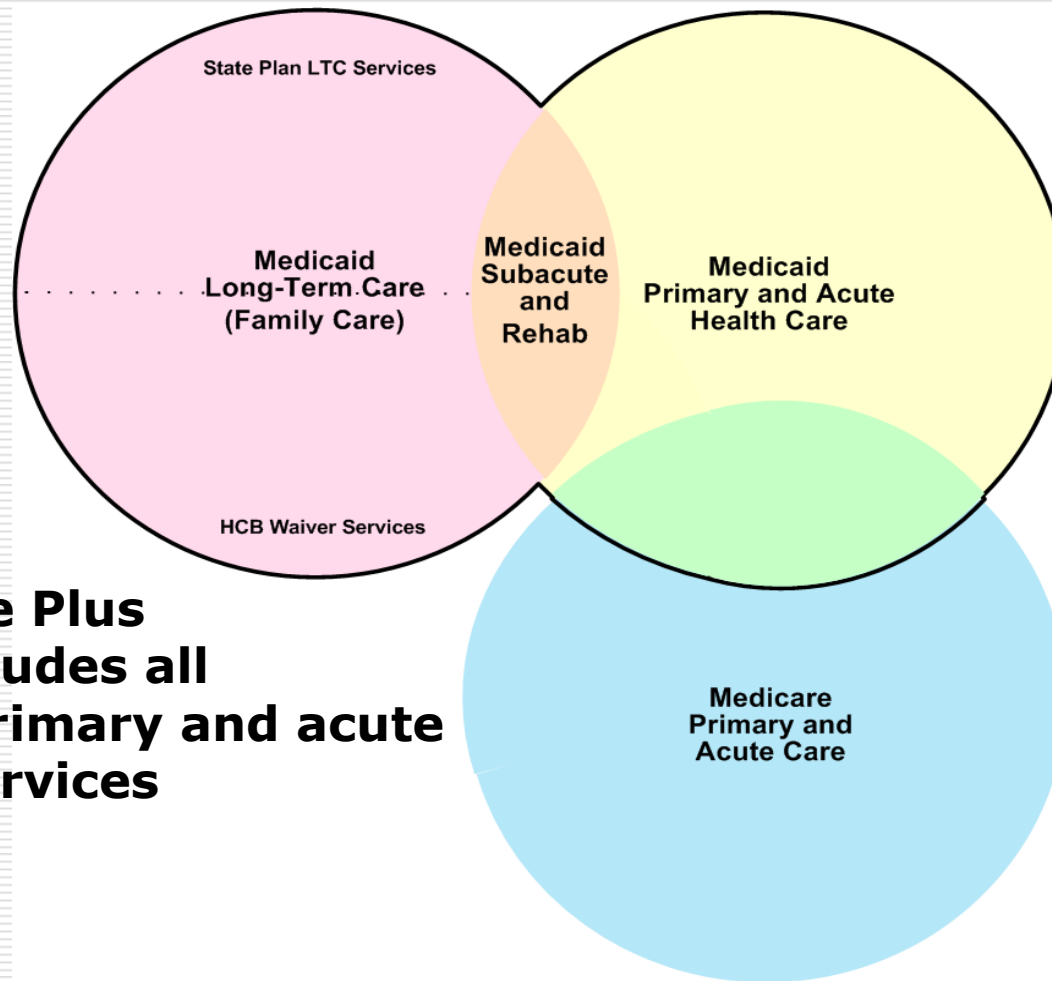 State Plan LTC Services
Medicaid
Long-Term Care
(Family Care)
Medicaid
Subacute
and
Rehab
Medicaid
Primary and Acute
Health Care
HCB Waiver Services
e Plus
udes all
rimary and acute
rvices
Medicare
Primary and
Acute Care